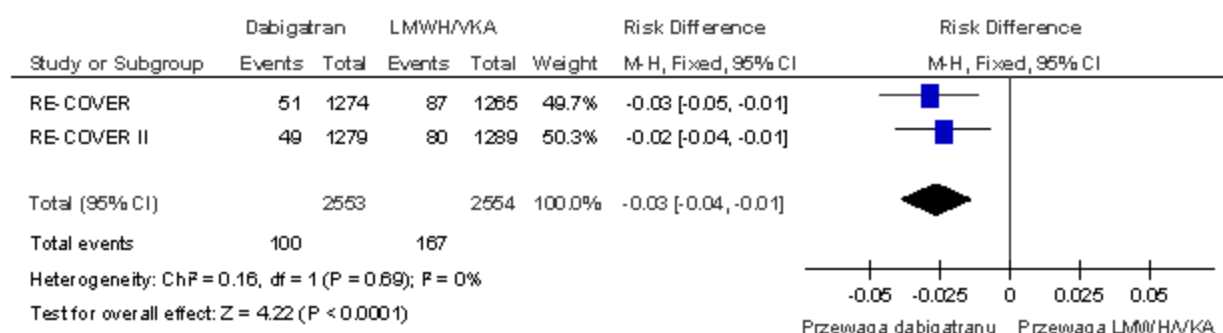 Dabigatran LMWH/VKA Risk Difference Risk Difference
Study or Subgroup Events Total Events Total Weight M-H, Fixed, 95% CI M-H, Fixed, 95% CI
RE-COVER 51 1274 87 1265 49.7% -0.03 [-0.05, -0.01]
RE-COVER II 49 1279 80 1289 50.3% -0.02 [-0.04, -0.01]
Total (95% CI) 2553 2554 100.0% -0.03 [-0.04, -0.01]
Total events 100 167
Heterogeneity: Chi² = 0.16, df = 1 (P = 0.69); I² = 0%
Test for overall effect: Z = 4.22 (P < 0.0001)
-0.05 -0.025 0 0.025 0.05
Przewaga dabigatranu Przewaga LMWH/VKA